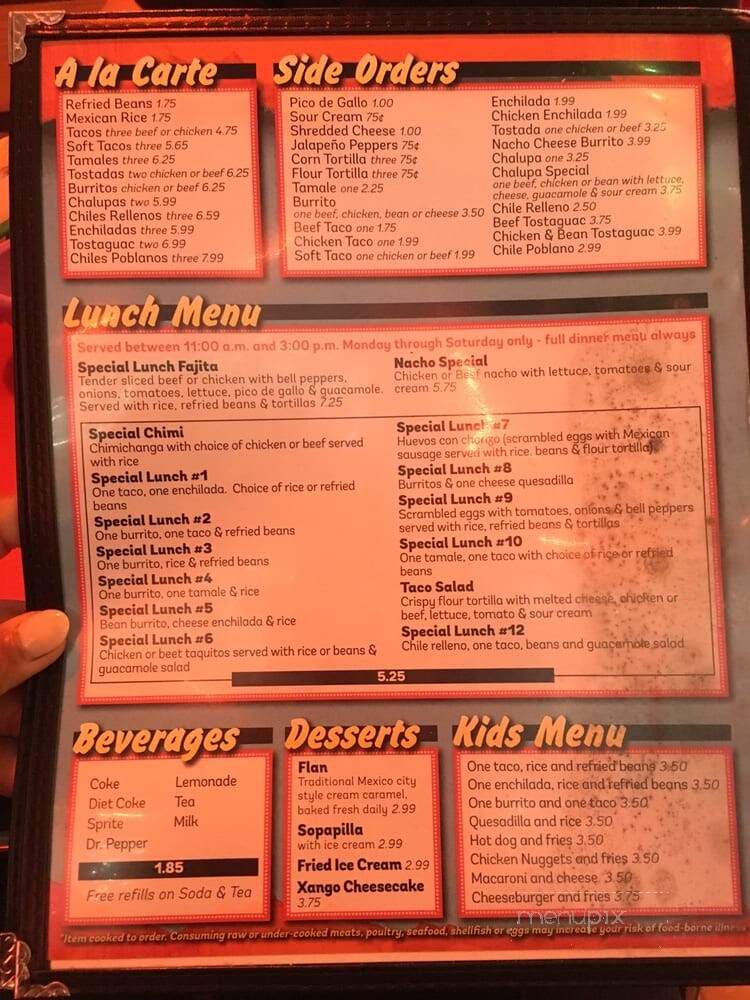 A la Carte
Refried Beans 1.75
Mexican Rice 1.75
Tacos three beef or chicken 4.75
Soft Tacos three 5.65
Tamales three 6.25
Tostadas two chicken or beef 6.25
Burritos chicken or beef 6.25
Chalupas two 5.99
Chiles Rellenos three 6.59
Enchiladas three 5.99
Tostaguac two 6.99
Chiles Poblanos three 7.99
Side Orders
Pico de Gallo 1.00
Sour Cream 75¢
Shredded Cheese 1.00
Jalapeño Peppers 75¢
Corn Tortilla three 75¢
Flour Tortilla three 75¢
Tamale one 2.25
Burrito
one beef, chicken, bean or cheese 3.50
Beef Taco one 1.75
Chicken Taco one 1.99
Soft Taco one chicken or beef 1.99
Enchilada 1.99
Chicken Enchilada 1.99
Tostada one chicken or beef 3.25
Nacho Cheese Burrito 3.99
Chalupa one 3.25
Chalupa Special
one beef, chicken or bean with lettuce,
cheese, guacamole & sour cream 3.75
Chile Relleno 2.50
Beef Tostaguac 3.75
Chicken & Bean Tostaguac 3.99
Chile Poblano 2.99
Lunch Menu
Served between 11:00 a.m. and 3:00 p.m. Monday through Saturday only - full dinner menu always
Special Lunch Fajita
Tender sliced beef or chicken with bell peppers,
onions, tomatoes, lettuce, pico de gallo & guacamole.
Served with rice, refried beans & tortillas 7.25
Nacho Special
Chicken or Beef nacho with lettuce, tomatoes & sour
cream 5.75
Special Chimi
Chimichanga with choice of chicken or beef served
with rice
Special Lunch #1
One taco, one enchilada. Choice of rice or refried
beans
Special Lunch #2
One burrito, one taco & refried beans
Special Lunch #3
One burrito, rice & refried beans
Special Lunch #4
One burrito, one tamale & rice
Special Lunch #5
Bean burrito, cheese enchilada & rice
Special Lunch #6
Chicken or beet taquitos served with rice or beans &
guacamole salad
Special Lunch #7
Huevos con chorigo (scrambled eggs with Mexican
sausage served with rice. beans & flour tortilla)
Special Lunch #8
Burritos & one cheese quesadilla
Special Lunch #9
Scrambled eggs with tomatoes, onions & bell peppers
served with rice, refried beans & tortillas
Special Lunch #10
One tamale, one taco with choice of rice or refried
beans
Taco Salad
Crispy flour tortilla with melted cheese, chicken or
beef, lettuce, tomato & sour cream
Special Lunch #12
Chile relleno, one taco, beans and guacamole salad
5.25
Beverages
Coke
Diet Coke
Sprite
Dr. Pepper
Lemonade
Tea
Milk
1.85
Free refills on Soda & Tea
Desserts
Flan
Traditional Mexico city
style cream caramel,
baked fresh daily 2.99
Sopapilla
with ice cream 2.99
Fried Ice Cream 2.99
Xango Cheesecake
3.75
Kids Menu
One taco, rice and refried beans 3.50
One enchilada, rice and refried beans 3.50
One burrito and one taco 3.50
Quesadilla and rice 3.50
Hot dog and fries 3.50
Chicken Nuggets and fries 3.50
Macaroni and cheese 3.50
Cheeseburger and fries 3.75
menupix
*Item cooked to order. Consuming raw or under-cooked meats, poultry, seafood, shellfish or eggs may increase your risk of food-borne illness